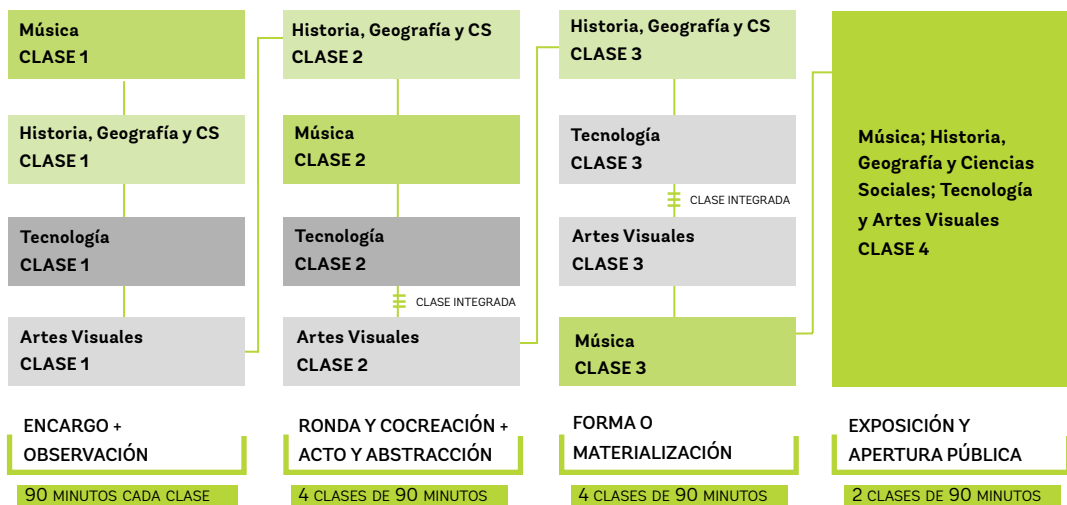 Música
CLASE 1
Historia, Geografía y CS
CLASE 1
Tecnología
CLASE 1
Artes Visuales
CLASE 1
ENCARGO +
OBSERVACIÓN
90 MINUTOS CADA CLASE
Historia, Geografía y CS
CLASE 2
Música
CLASE 2
Tecnología
CLASE 2
CLASE INTEGRADA
Artes Visuales
CLASE 2
RONDA Y COCREACIÓN +
ACTO Y ABSTRACCIÓN
4 CLASES DE 90 MINUTOS
Historia, Geografía y CS
CLASE 3
Tecnología
CLASE 3
CLASE INTEGRADA
Artes Visuales
CLASE 3
Música
CLASE 3
FORMA O
MATERIALIZACIÓN
4 CLASES DE 90 MINUTOS
Música; Historia,
Geografía y Ciencias
Sociales; Tecnología
y Artes Visuales
CLASE 4
EXPOSICIÓN Y
APERTURA PÚBLICA
2 CLASES DE 90 MINUTOS